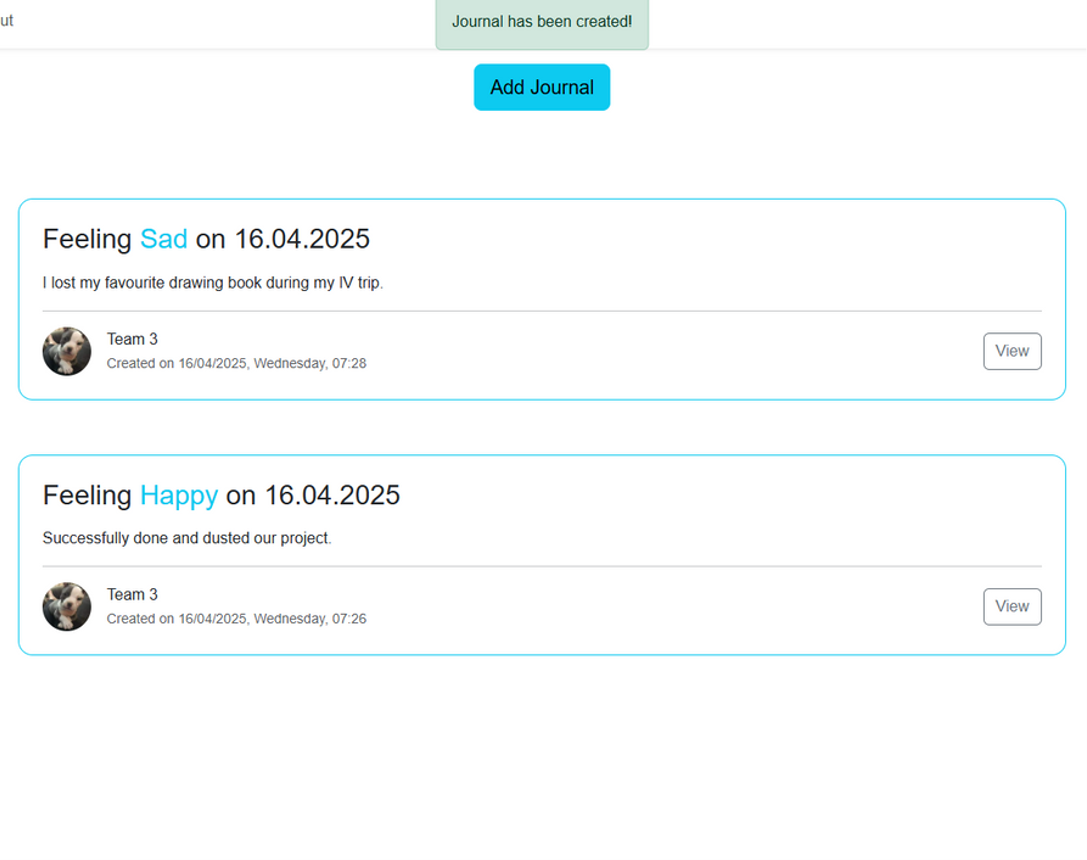 ut
Journal has been created!
Add Journal
Feeling Sad on 16.04.2025
I lost my favourite drawing book during my IV trip.
Team 3
Created on 16/04/2025, Wednesday, 07:28
View
Feeling Happy on 16.04.2025
Successfully done and dusted our project.
Team 3
Created on 16/04/2025, Wednesday, 07:26
View